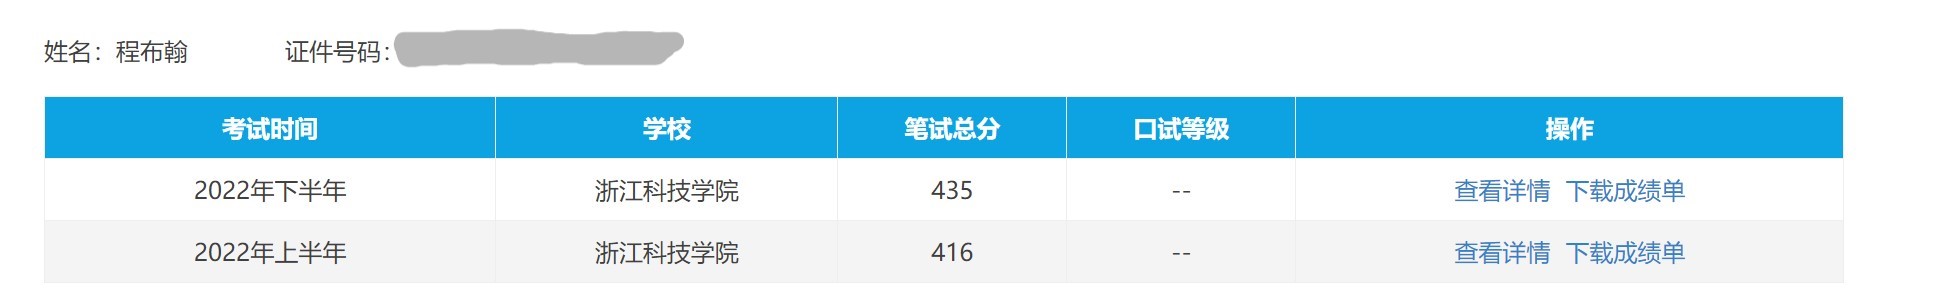 姓名：程布翰 证件号码：
考试时间 学校 笔试总分 口试等级 操作
2022年下半年 浙江科技学院 435 -- 查看详情 下载成绩单
2022年上半年 浙江科技学院 416 -- 查看详情 下载成绩单